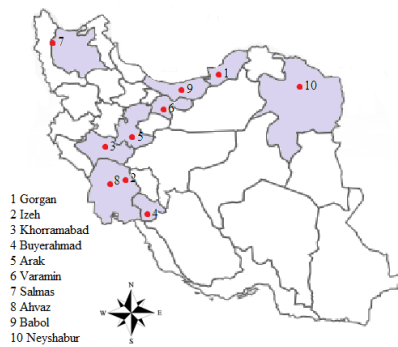 7
1
9
10
6
5
3
8
2
4
1 Gorgan
2 Izeh
3 Khorramabad
4 Buyerahmad
5 Arak
6 Varamin
7 Salmas
8 Ahvaz
9 Babol
10 Neyshabur
N
W E
S